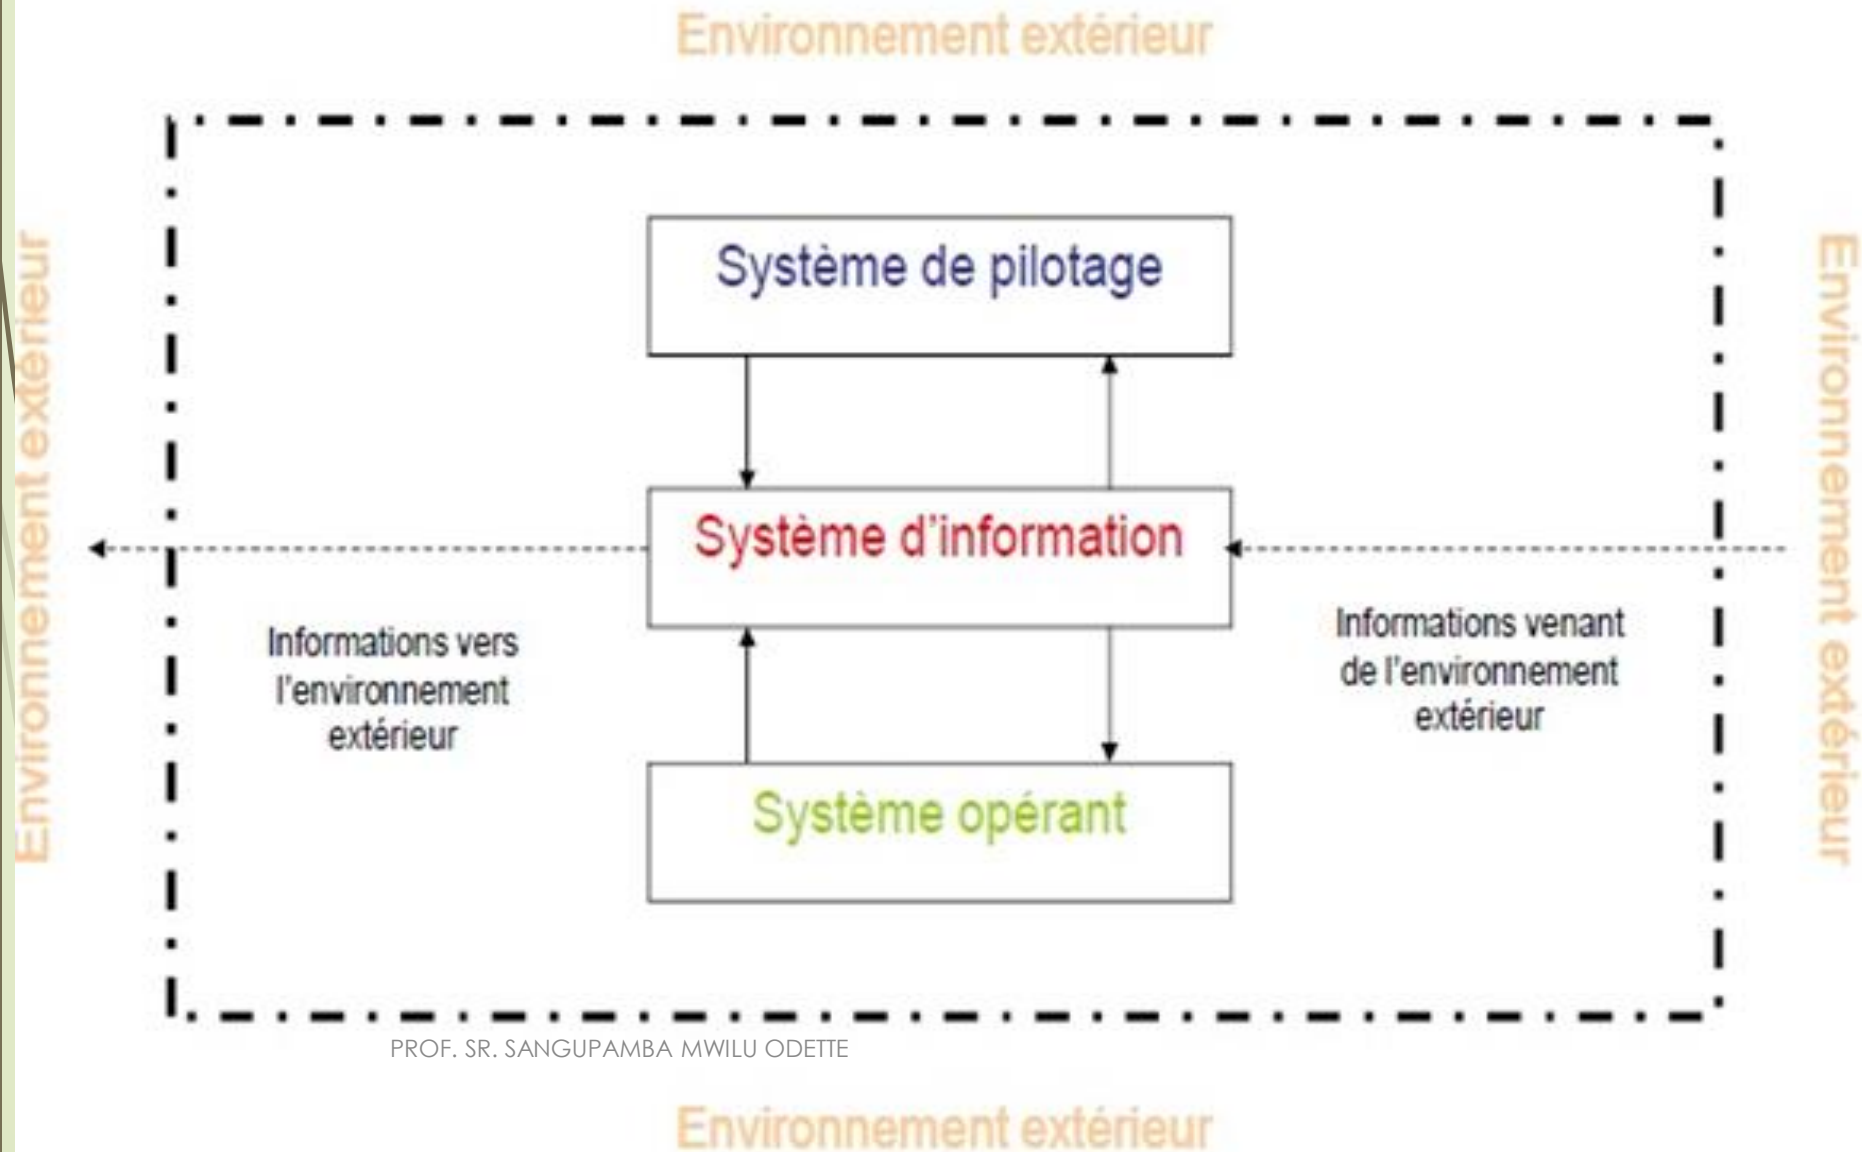 Environnement extérieur
Environnement extérieur
Système de pilotage
Environnement extérieur
Système d'information
Informations vers
l'environnement
extérieur
Informations venant
de l'environnement
extérieur
Système opérant
PROF. SR. SANGUPAMBA MWILU ODETTE
Environnement extérieur